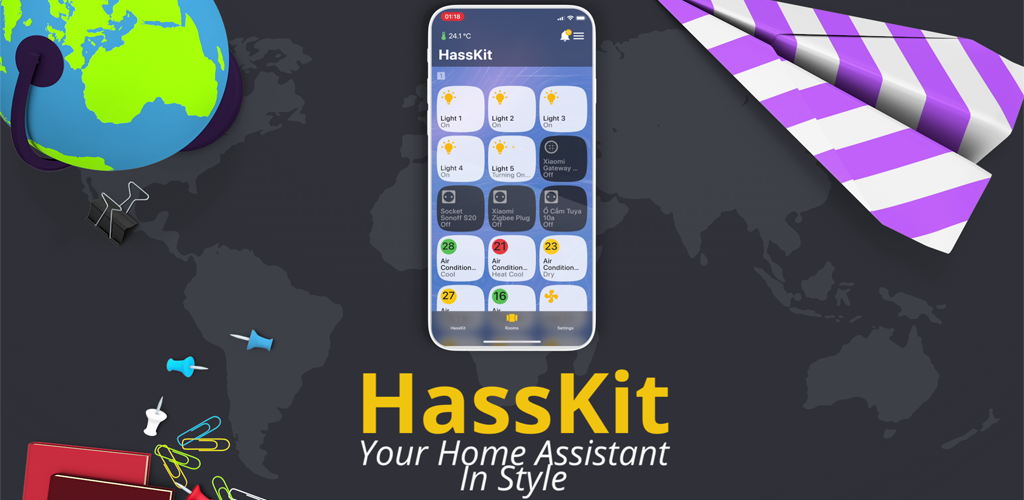 01:18
24.1 °C
HassKit
1
Light 1
On
Light 2
On
Light 3
On
Light 4
On
Light 5
Turning On...
Xiaomi
Gateway ...
Off
Socket
Sonoff S20
Off
Xiaomi
Zigbee Plug
Off
Ổ Cắm Tuya
10a
Off
28
Air
Condition...
Cool
21
Air
Condition...
Heat Cool
23
Air
Condition...
Dry
27
Air
16
Air
HassKit
Rooms
Settings
HassKit
Your Home Assistant
In Style